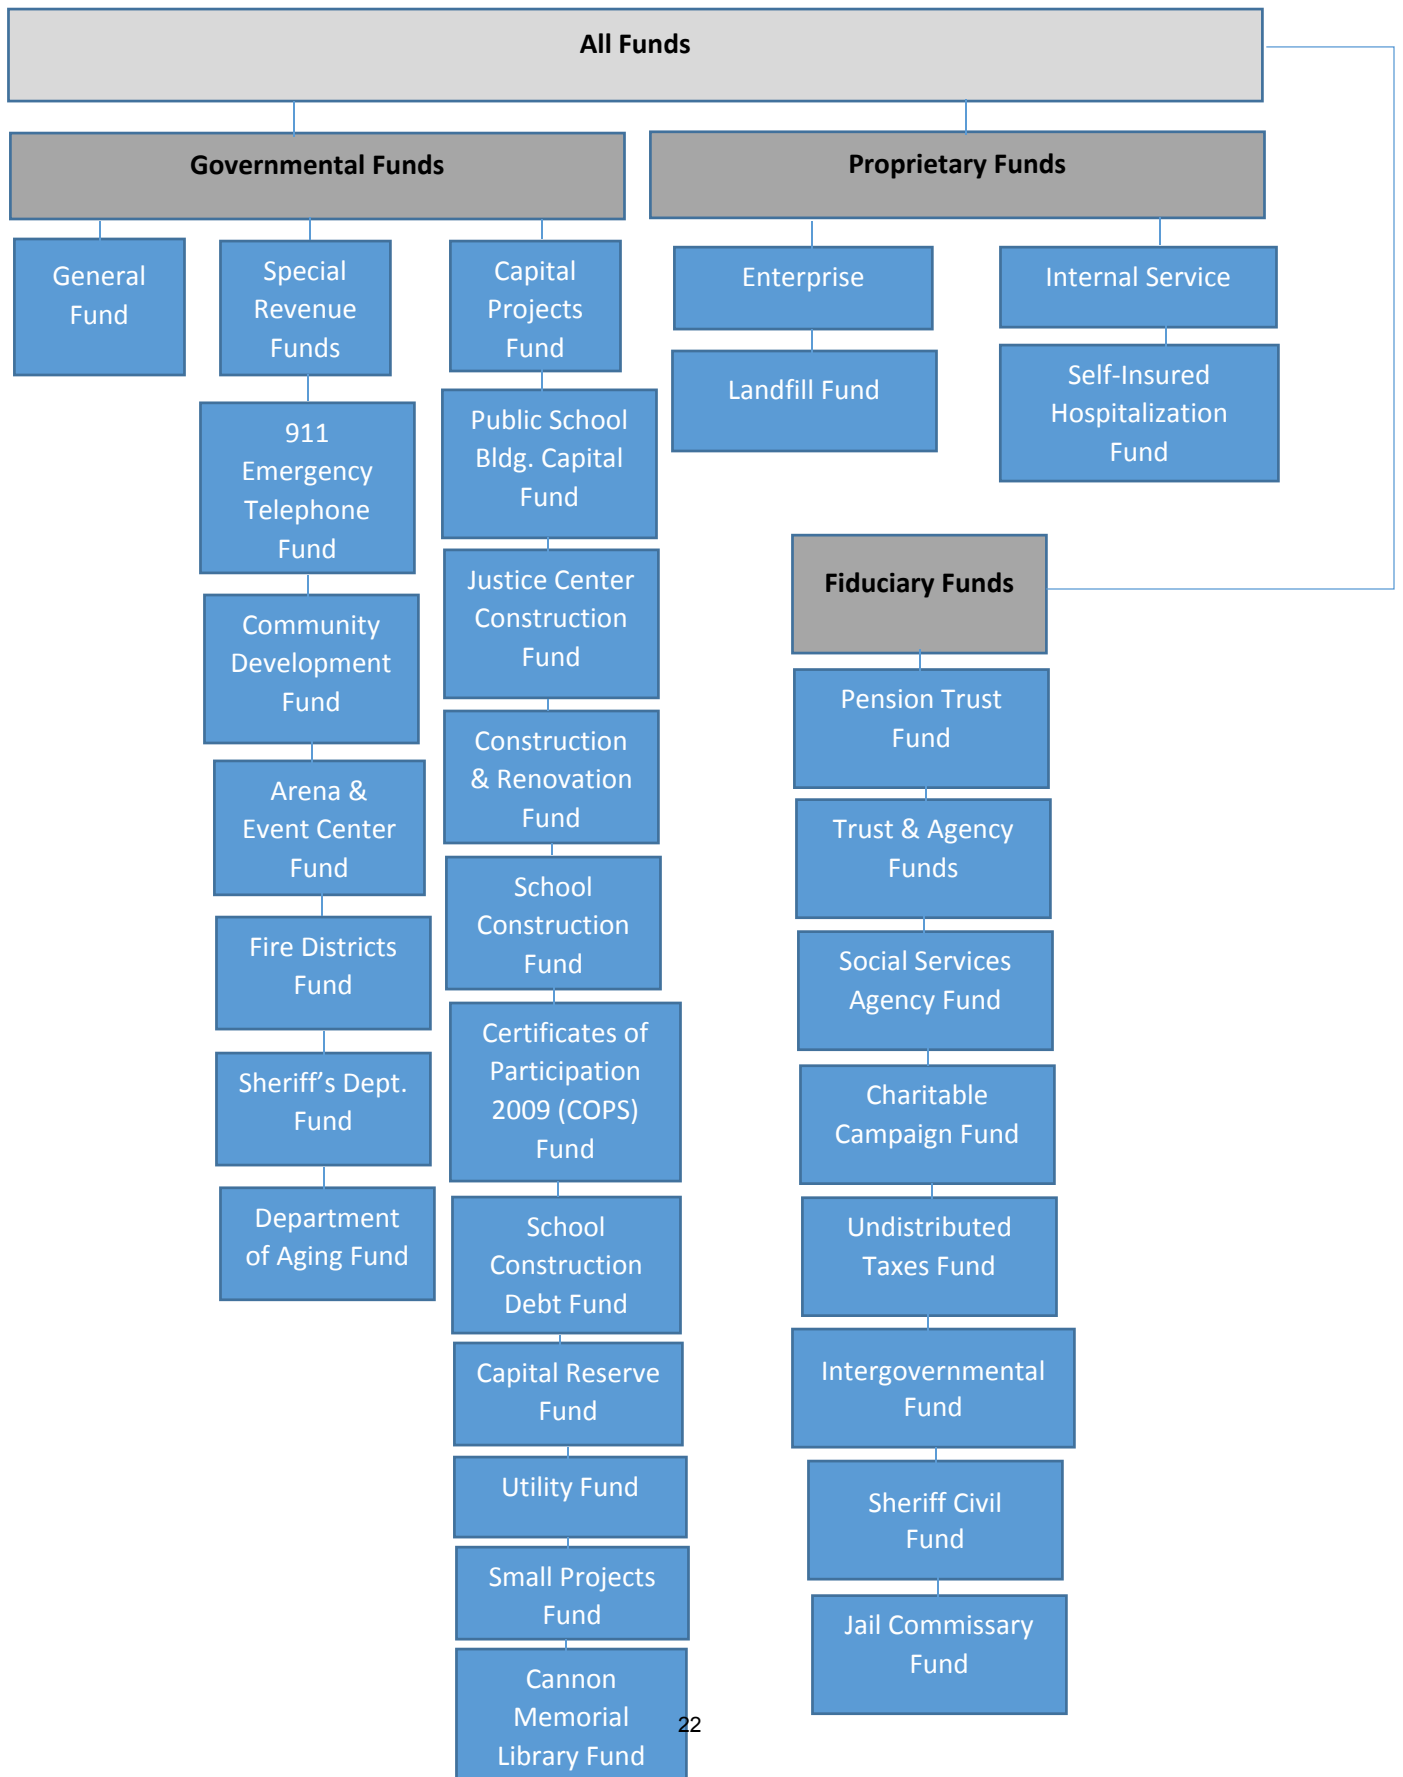 All Funds
Governmental Funds
Proprietary Funds
General
Fund
Special
Revenue
Funds
911
Emergency
Telephone
Fund
Community
Development
Fund
Arena &
Event Center
Fund
Fire Districts
Fund
Sheriff’s Dept.
Fund
Department
of Aging Fund
Capital
Projects
Fund
Public School
Bldg. Capital
Fund
Justice Center
Construction
Fund
Construction
& Renovation
Fund
School
Construction
Fund
Certificates of
Participation
2009 (COPS)
Fund
School
Construction
Debt Fund
Capital Reserve
Fund
Utility Fund
Small Projects
Fund
Cannon
Memorial
Library Fund
Enterprise
Landfill Fund
Internal Service
Self-Insured
Hospitalization
Fund
Fiduciary Funds
Pension Trust
Fund
Trust & Agency
Funds
Social Services
Agency Fund
Charitable
Campaign Fund
Undistributed
Taxes Fund
Intergovernmental
Fund
Sheriff Civil
Fund
Jail Commissary
Fund
22